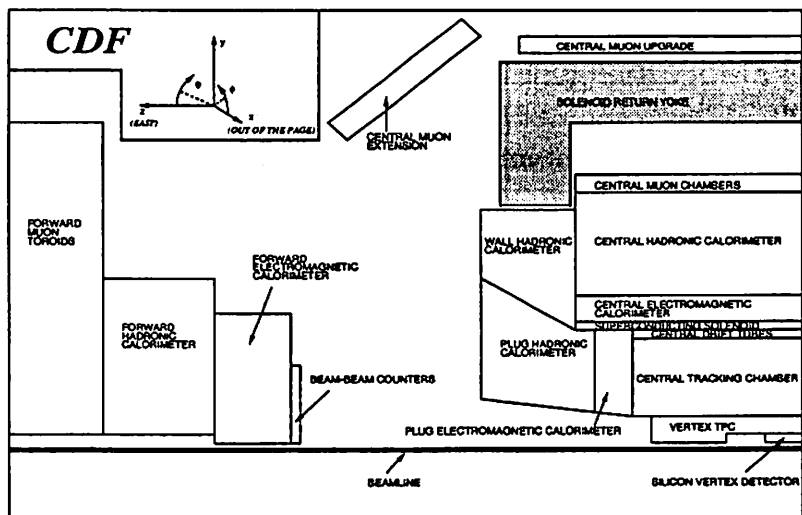 CDF
y
Θ
Φ
z
(EAST)
x
(OUT OF THE PAGE)
CENTRAL MUON
EXTENSION
CENTRAL MUON UPGRADE
SOLENOID RETURN YOKE
CENTRAL MUON CHAMBERS
FORWARD
MUON
TOROIDS
FORWARD
ELECTROMAGNETIC
CALORIMETER
WALL HADRONIC
CALORIMETER
CENTRAL HADRONIC CALORIMETER
CENTRAL ELECTROMAGNETIC
CALORIMETER
SUPERCONDUCTING SOLENOID
CENTRAL DRIFT TUBES
FORWARD
HADRONIC
CALORIMETER
PLUG HADRONIC
CALORIMETER
BEAM-BEAM COUNTERS
CENTRAL TRACKING CHAMBER
PLUG ELECTROMAGNETIC CALORIMETER
VERTEX TPC
BEAMLINE
SILICON VERTEX DETECTOR